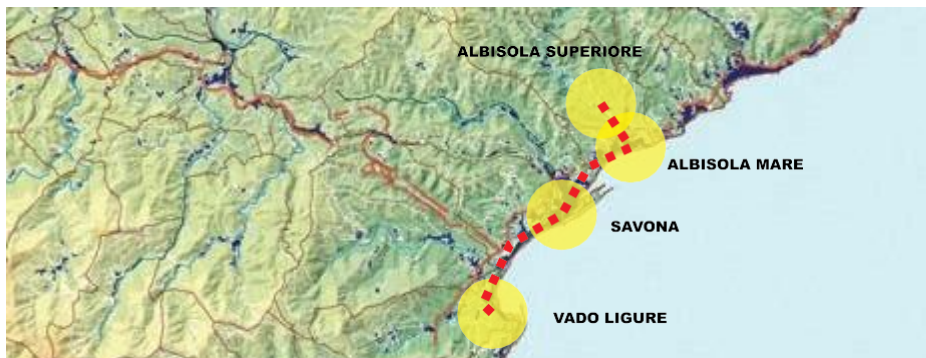 ALBISOLA SUPERIORE
ALBISOLA MARE
SAVONA
VADO LIGURE